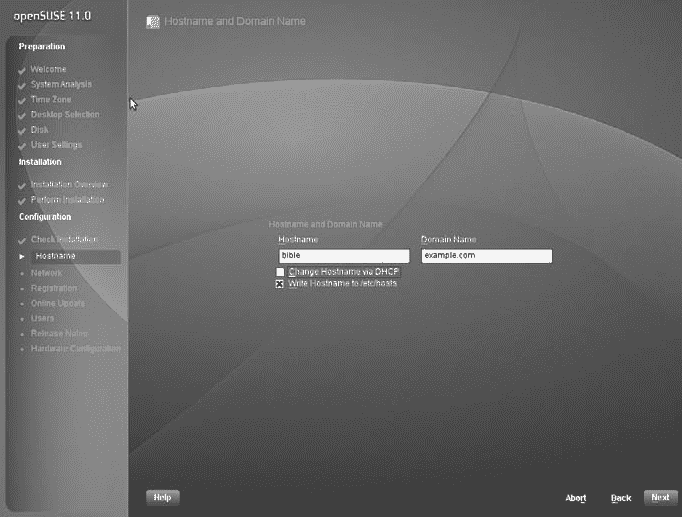 openSUSE 11.0
Preparation
Welcome
System Analysis
Time Zone
Desktop Selection
Disk
User Settings
Installation
Installation Overview
Perform Installation
Configuration
Check Installation
Hostname
Network
Registration
Online Update
Users
Release Notes
Hardware Configuration
Hostname and Domain Name
Hostname and Domain Name
Hostname Domain Name
bible example.com
Change Hostname via DHCP
Write Hostname to /etc/hosts
Help Abort Back Next